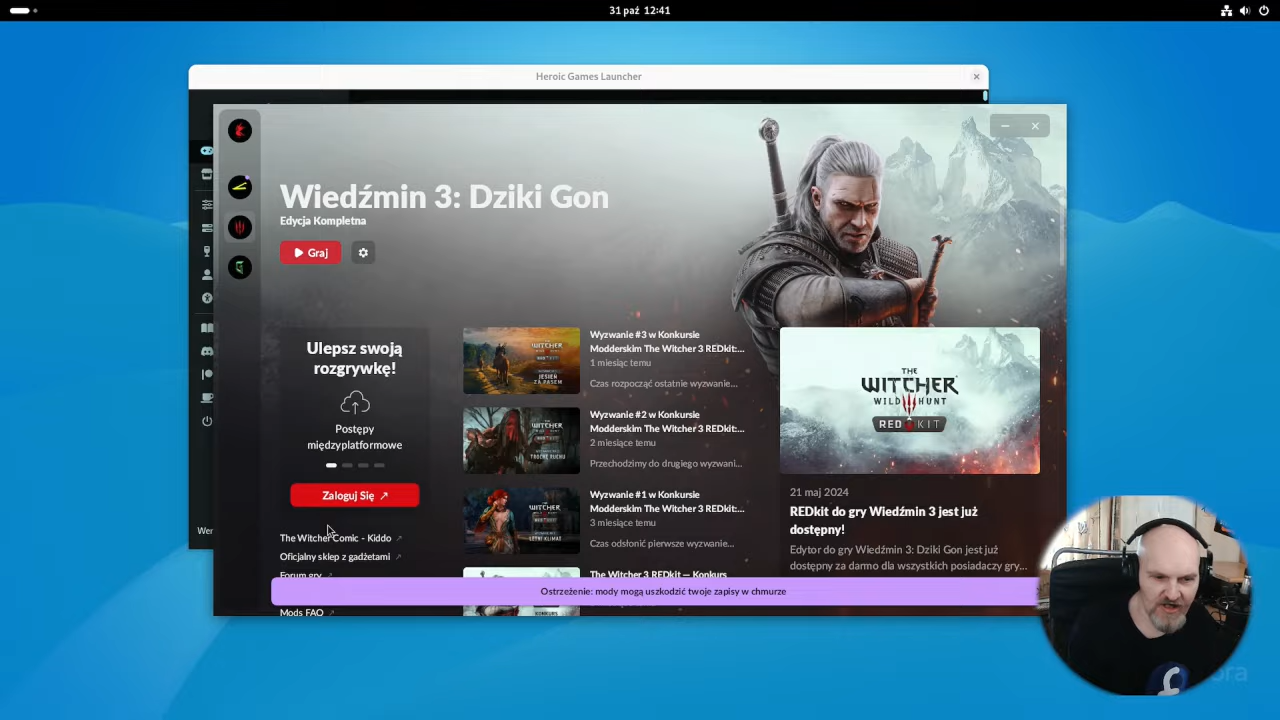 31 paź 12:41
Heroic Games Launcher
Wiedźmin 3: Dziki Gon
Edycja Kompletna
Graj
Ulepsz swoją
rozgrywkę!
Postępy
międzyplatformowe
Zaloguj Się ↗
The Witcher Comic - Kiddo ↗
Oficjalny sklep z gadżetami ↗
Forum gry ↗
Mods FAQ ↗
Wyzwanie #3 w Konkursie
Modderskim The Witcher 3 REDkit:...
1 miesiąc temu
Czas rozpocząć ostatnie wyzwanie...
Wyzwanie #2 w Konkursie
Modderskim The Witcher 3 REDkit:...
2 miesiące temu
Przechodzimy do drugiego wyzwani...
Wyzwanie #1 w Konkursie
Modderskim The Witcher 3 REDkit:...
3 miesiące temu
Czas odsłonić pierwsze wyzwanie...
The Witcher 3 REDkit — Konkurs
THE
WITCHER
WILD HUNT
REDKIT
21 maj 2024
REDkit do gry Wiedźmin 3 jest już
dostępny!
Edytor do gry Wiedźmin 3: Dziki Gon jest już
dostępny za darmo dla wszystkich posiadaczy gry...
Ostrzeżenie: mody mogą uszkodzić twoje zapisy w chmurze
Wer